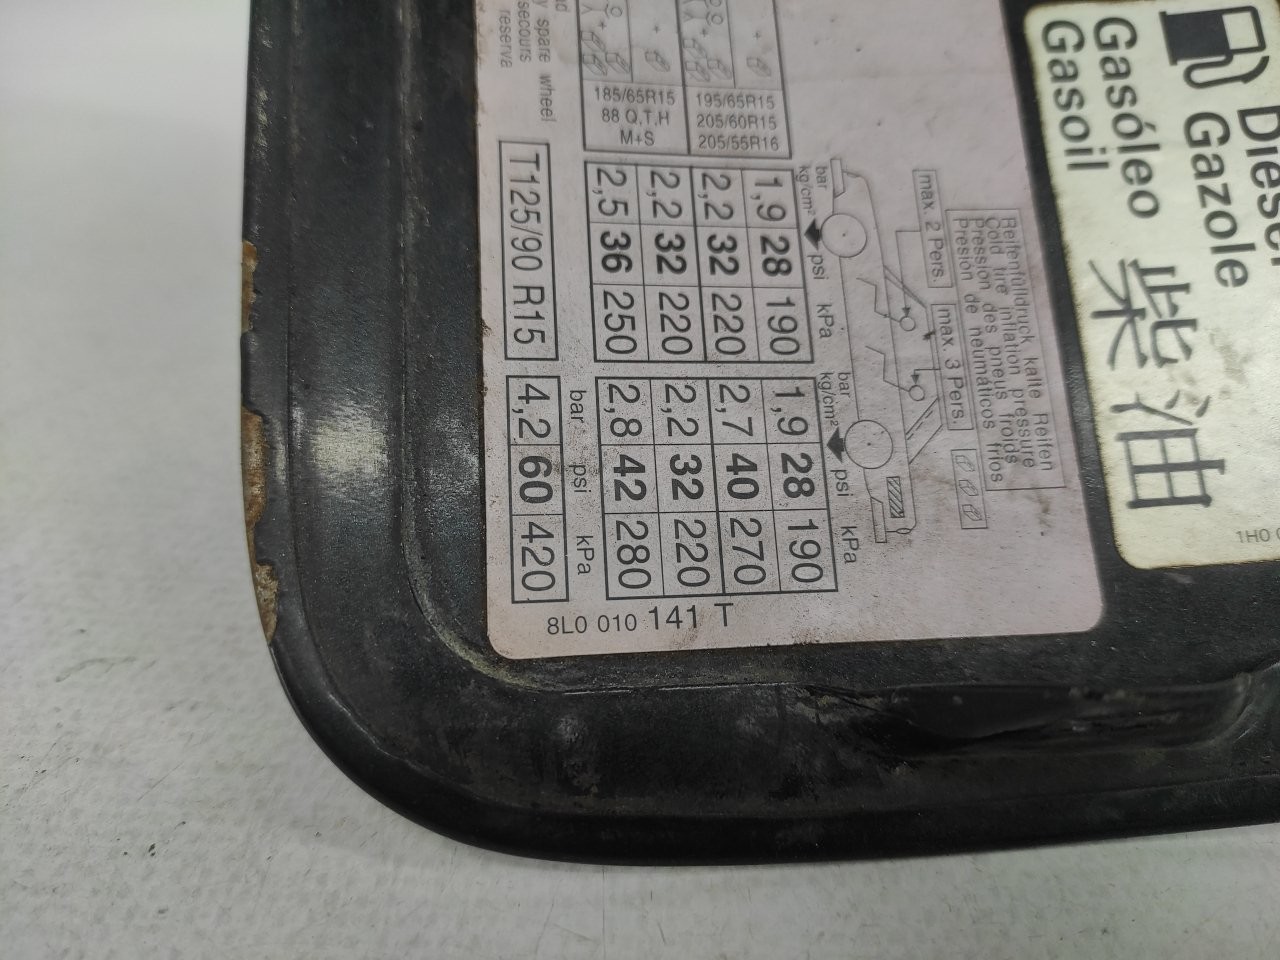 Diesel
Gazole
Gasóleo
Gasoil
柴油
1H0
Reifenfülldruck kalte Reifen
Cold tire inflation pressure
Pression des pneus froids
Presión de neumáticos fríos
max. 2 Pers.
max. 3 Pers.
bar
kg/cm²
psi
kPa
bar
kg/cm²
psi
kPa
195/65R15
205/60R15
205/55R16
185/65R15
88 Q.T.H
M+S
1,9 28 190 1,9 28 190
2,2 32 220 2,7 40 270
2,2 32 220 2,2 32 220
2,5 36 250 2,8 42 280
bar psi kPa
spare wheel
secours
reserva
T125/90 R15 4,2 60 420
8L0 010 141 T